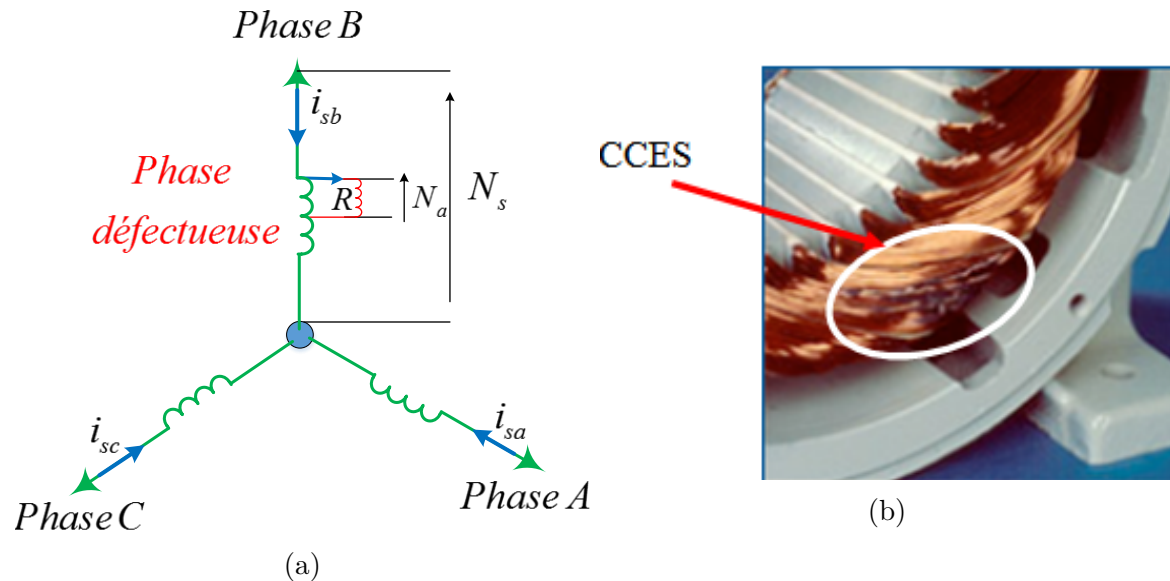 Phase B
i_sb
Phase
défectueuse
R
N_a
N_s
i_sc
i_sa
Phase C
Phase A
(a)
CCES
(b)